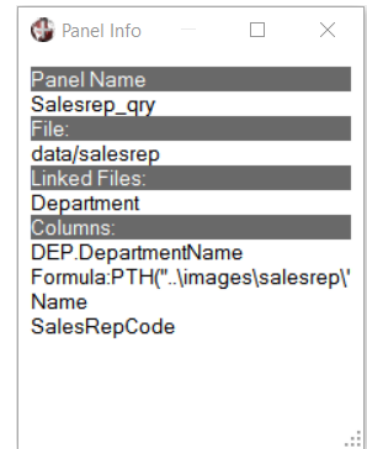 Panel Info
Panel Name
Salesrep_qry
File:
data/salesrep
Linked Files:
Department
Columns:
DEP.DepartmentName
Formula:PTH("..\images\salesrep\'
Name
SalesRepCode